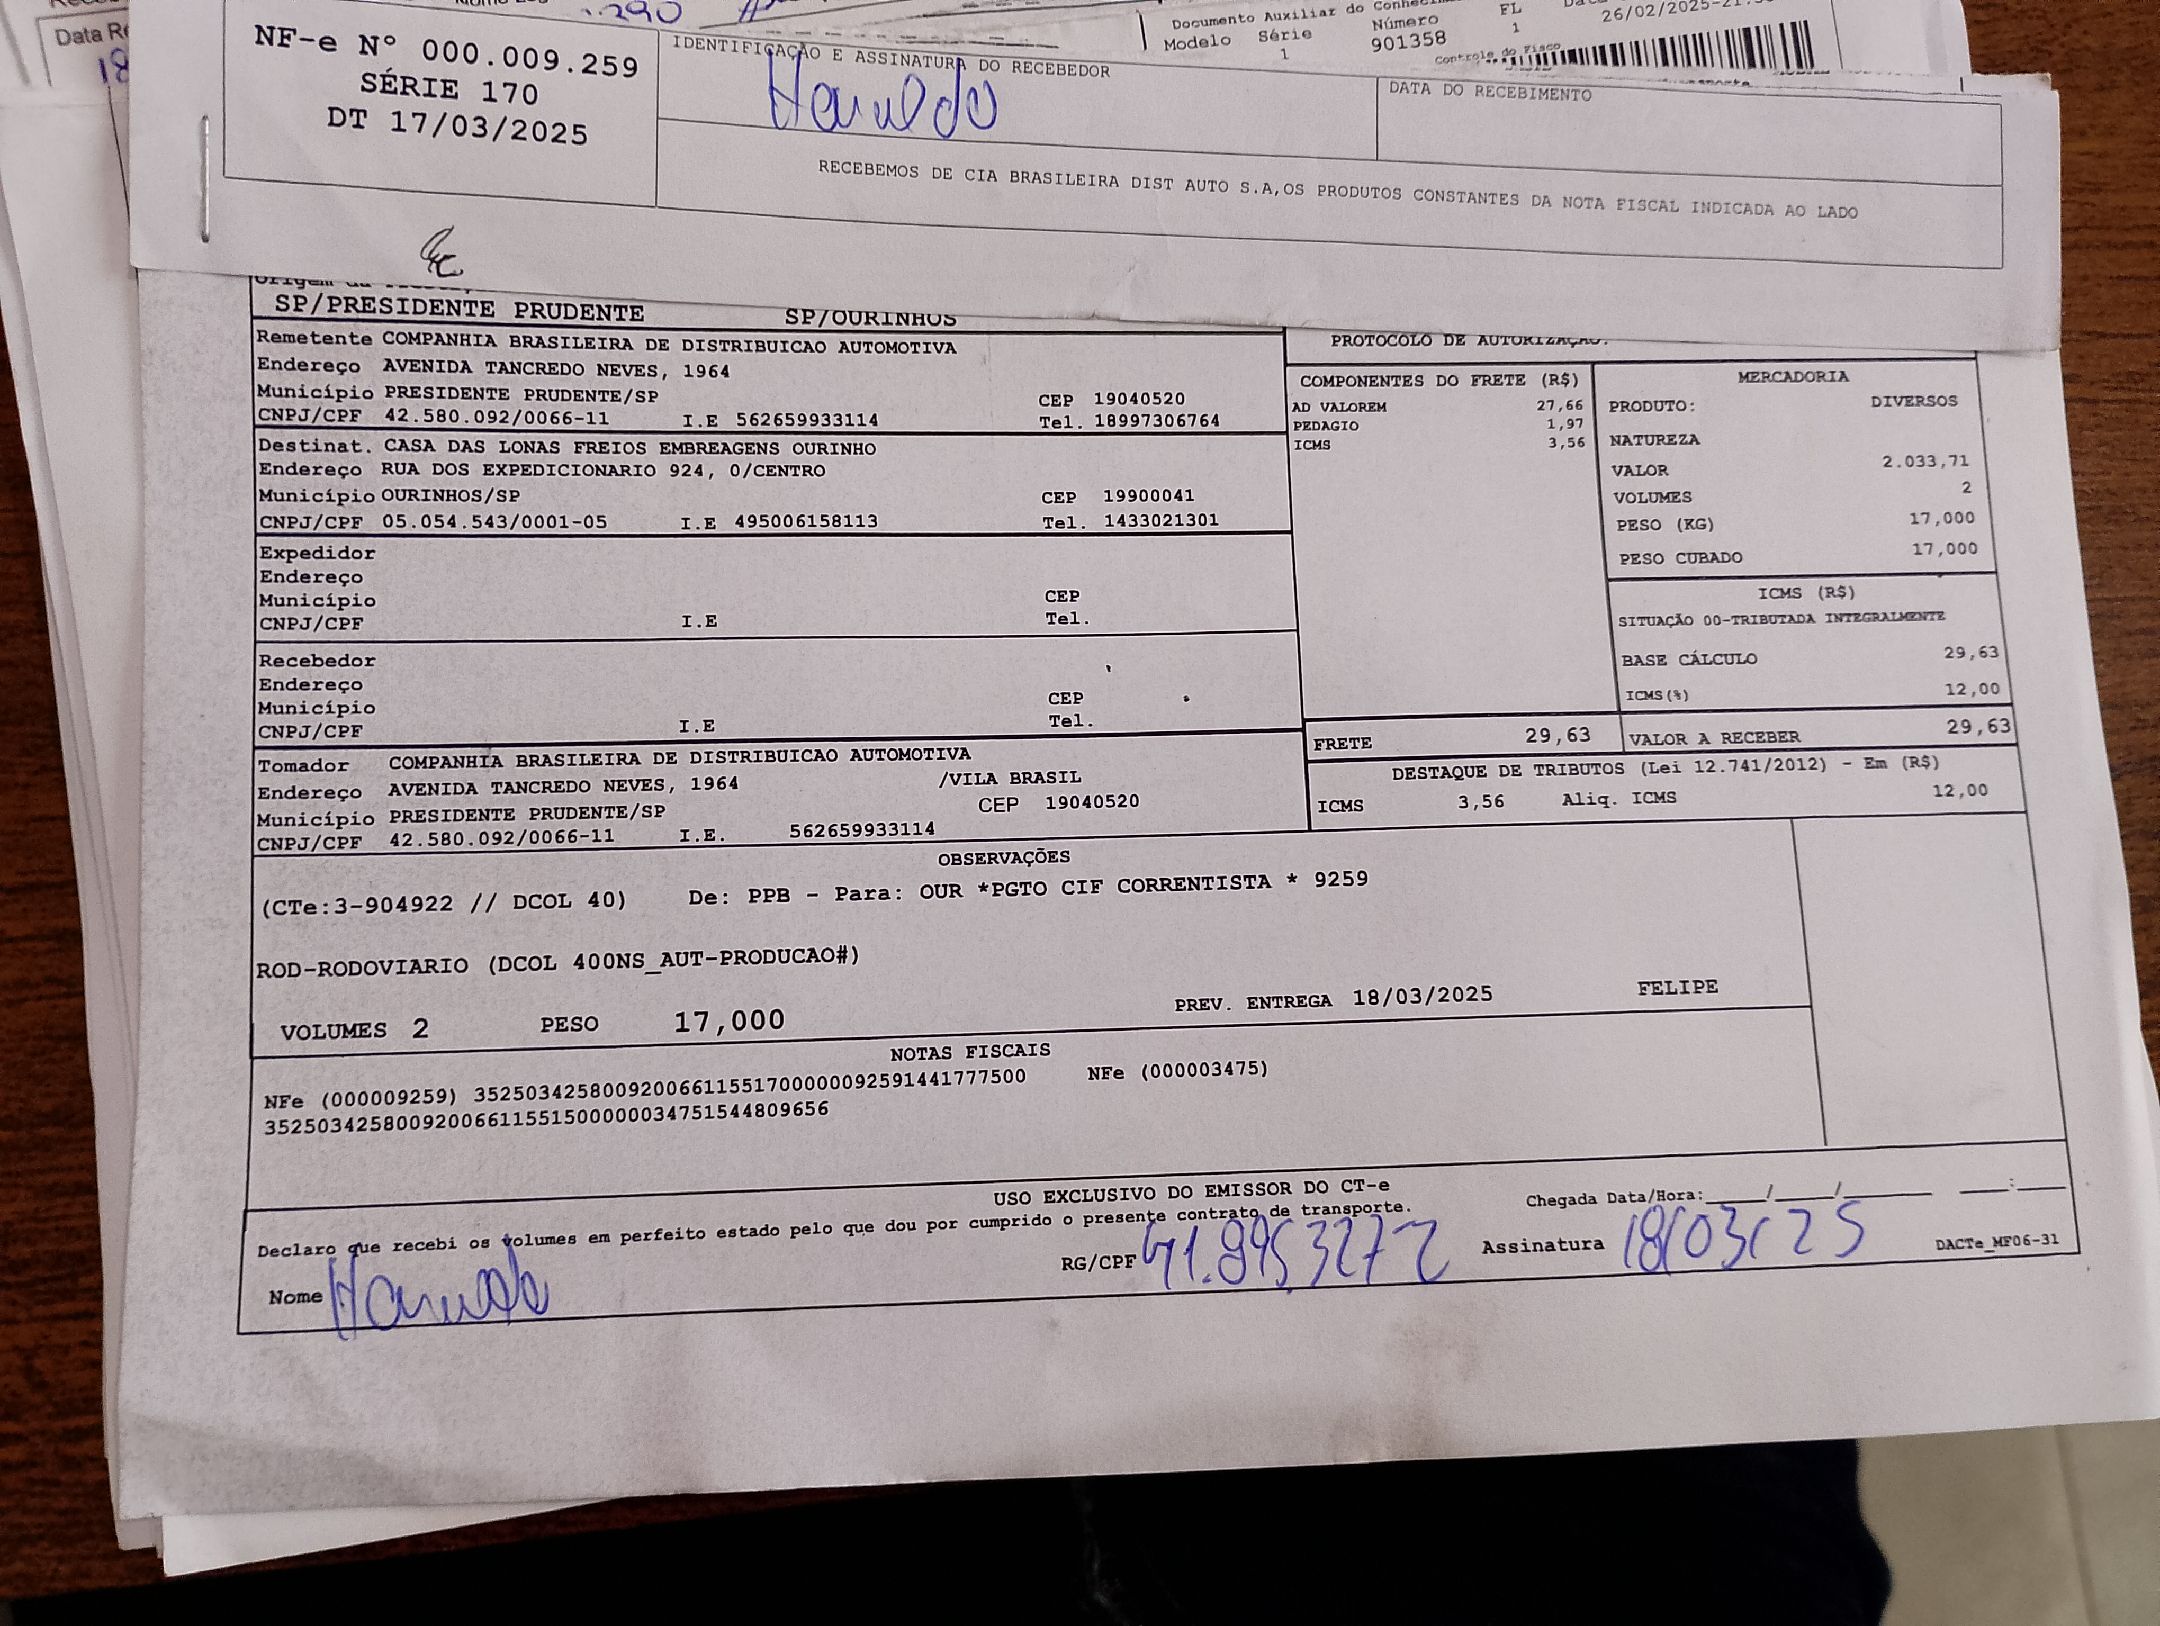 Data Re
18
290
Documento Auxiliar do Conheci
Modelo Série Número FL
1 901358 1
26/02/2025-21:
Controle do Fisco
NF-e Nº 000.009.259
SÉRIE 170
DT 17/03/2025
IDENTIFICAÇÃO E ASSINATURA DO RECEBEDOR
DATA DO RECEBIMENTO
RECEBEMOS DE CIA BRASILEIRA DIST AUTO S.A,OS PRODUTOS CONSTANTES DA NOTA FISCAL INDICADA AO LADO
SP/PRESIDENTE PRUDENTE SP/OURINHOS
Remetente COMPANHIA BRASILEIRA DE DISTRIBUICAO AUTOMOTIVA
Endereço AVENIDA TANCREDO NEVES, 1964
Município PRESIDENTE PRUDENTE/SP CEP 19040520
CNPJ/CPF 42.580.092/0066-11 I.E 562659933114 Tel. 18997306764
Destinat. CASA DAS LONAS FREIOS EMBREAGENS OURINHO
Endereço RUA DOS EXPEDICIONARIO 924, 0/CENTRO
Município OURINHOS/SP CEP 19900041
CNPJ/CPF 05.054.543/0001-05 I.E 495006158113 Tel. 1433021301
Expedidor
Endereço
Município CEP
CNPJ/CPF I.E Tel.
Recebedor
Endereço
Município CEP
CNPJ/CPF I.E Tel.
Tomador COMPANHIA BRASILEIRA DE DISTRIBUICAO AUTOMOTIVA
Endereço AVENIDA TANCREDO NEVES, 1964 /VILA BRASIL
Município PRESIDENTE PRUDENTE/SP CEP 19040520
CNPJ/CPF 42.580.092/0066-11 I.E. 562659933114
PROTOCOLO DE AUTORIZAÇÃO:
COMPONENTES DO FRETE (R$)
AD VALOREM 27,66
PEDAGIO 1,97
ICMS 3,56
MERCADORIA
PRODUTO: DIVERSOS
NATUREZA
VALOR 2.033,71
VOLUMES 2
PESO (KG) 17,000
PESO CUBADO 17,000
ICMS (R$)
SITUAÇÃO 00-TRIBUTADA INTEGRALMENTE
BASE CÁLCULO 29,63
ICMS(%) 12,00
FRETE 29,63 VALOR A RECEBER 29,63
DESTAQUE DE TRIBUTOS (Lei 12.741/2012) - Em (R$)
ICMS 3,56 Aliq. ICMS 12,00
OBSERVAÇÕES
(CTe:3-904922 // DCOL 40) De: PPB - Para: OUR *PGTO CIF CORRENTISTA * 9259
ROD-RODOVIARIO (DCOL 400NS_AUT-PRODUCAO#)
VOLUMES 2 PESO 17,000 PREV. ENTREGA 18/03/2025 FELIPE
NOTAS FISCAIS
NFe (000009259) 35250342580092006611551700000092591441777500 NFe (000003475)
35250342580092006611551500000034751544809656
USO EXCLUSIVO DO EMISSOR DO CT-e
Declaro que recebi os volumes em perfeito estado pelo que dou por cumprido o presente contrato de transporte.
Chegada Data/Hora:____/____/________ ____:____
Nome RG/CPF Assinatura 18/03/25 DACTe_MF06-31